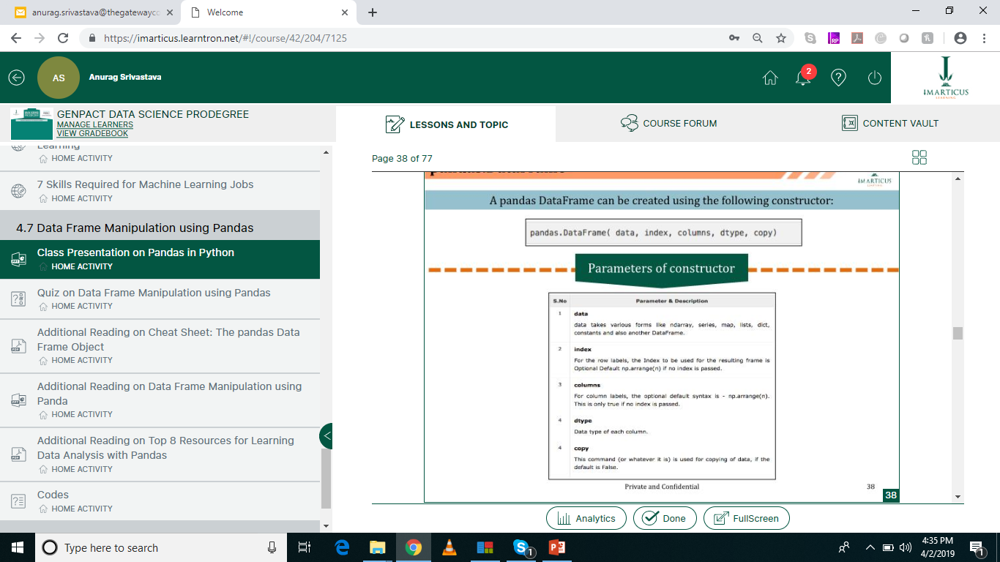 anurag.srivastava@thegatewayco
Welcome
https://imarticus.learntron.net/#!/course/42/204/7125
AS
Anurag Srivastava
2
IMARTICUS
LEARNING
GENPACT DATA SCIENCE PRODEGREE
MANAGE LEARNERS
VIEW GRADEBOOK
LESSONS AND TOPIC
COURSE FORUM
CONTENT VAULT
Learning
HOME ACTIVITY
7 Skills Required for Machine Learning Jobs
HOME ACTIVITY
4.7 Data Frame Manipulation using Pandas
Class Presentation on Pandas in Python
HOME ACTIVITY
Quiz on Data Frame Manipulation using Pandas
HOME ACTIVITY
Additional Reading on Cheat Sheet: The pandas Data
Frame Object
HOME ACTIVITY
Additional Reading on Data Frame Manipulation using
Panda
HOME ACTIVITY
Additional Reading on Top 8 Resources for Learning
Data Analysis with Pandas
HOME ACTIVITY
Codes
HOME ACTIVITY
Page 38 of 77
IMARTICUS
A pandas DataFrame can be created using the following constructor:
pandas.DataFrame( data, index, columns, dtype, copy)
Parameters of constructor
S.No Parameter & Description
1 data
data takes various forms like ndarray, series, map, lists, dict,
constants and also another DataFrame.
2 index
For the row labels, the Index to be used for the resulting frame is
Optional Default np.arrange(n) if no index is passed.
3 columns
For column labels, the optional default syntax is - np.arrange(n).
This is only true if no index is passed.
4 dtype
Data type of each column.
4 copy
This command (or whatever it is) is used for copying of data, if the
default is False.
Private and Confidential
38
38
Analytics
Done
FullScreen
Type here to search
1
4:35 PM
4/2/2019
1